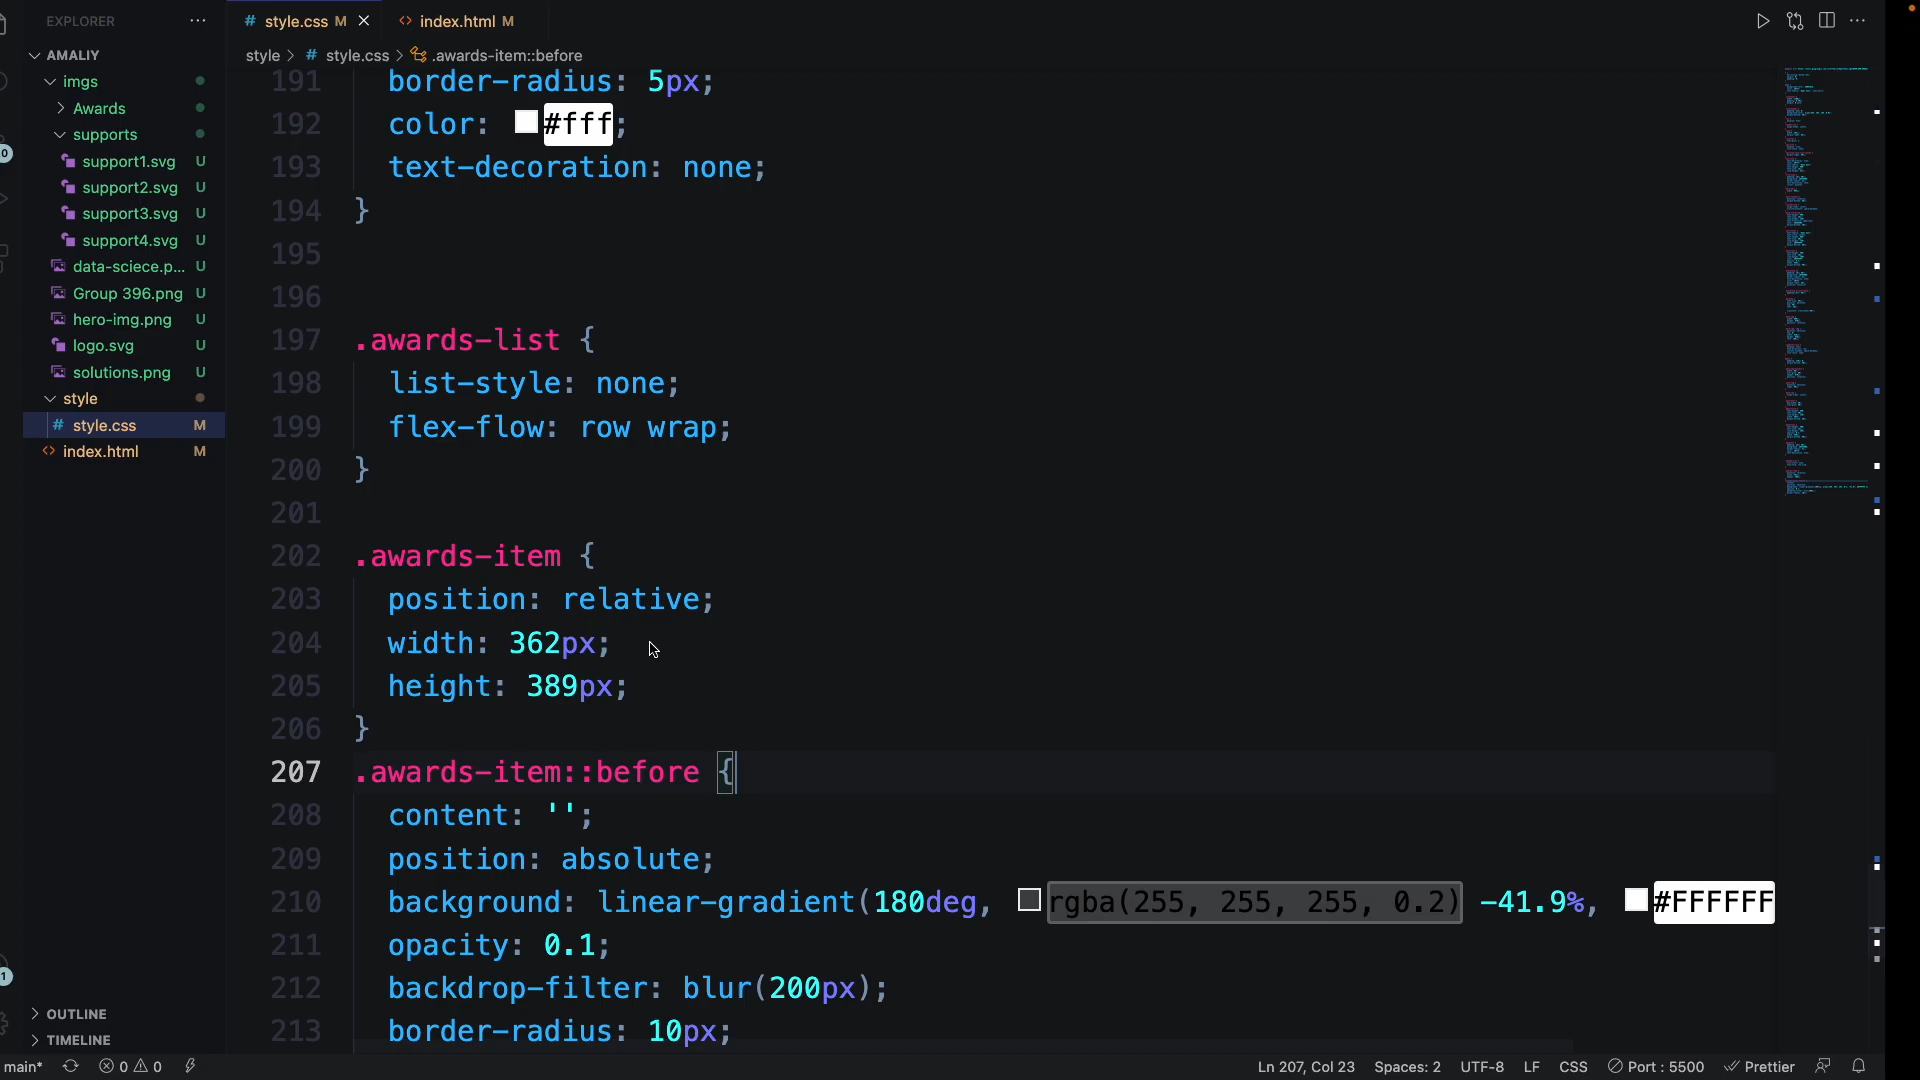 EXPLORER
AMALIY
imgs
Awards
supports
support1.svg U
support2.svg U
support3.svg U
support4.svg U
data-sciece.p... U
Group 396.png U
hero-img.png U
logo.svg U
solutions.png U
style
# style.css M
<> index.html M
OUTLINE
TIMELINE
# style.css M
<> index.html M
style > # style.css > .awards-item::before
191 border-radius: 5px;
192 color: #fff;
193 text-decoration: none;
194 }
195
196
197 .awards-list {
198 list-style: none;
199 flex-flow: row wrap;
200 }
201
202 .awards-item {
203 position: relative;
204 width: 362px;
205 height: 389px;
206 }
207 .awards-item::before {
208 content: '';
209 position: absolute;
210 background: linear-gradient(180deg, rgba(255, 255, 255, 0.2) -41.9%, #FFFFFF
211 opacity: 0.1;
212 backdrop-filter: blur(200px);
213 border-radius: 10px;
main* 0 0 Ln 207, Col 23 Spaces: 2 UTF-8 LF CSS Port : 5500 Prettier